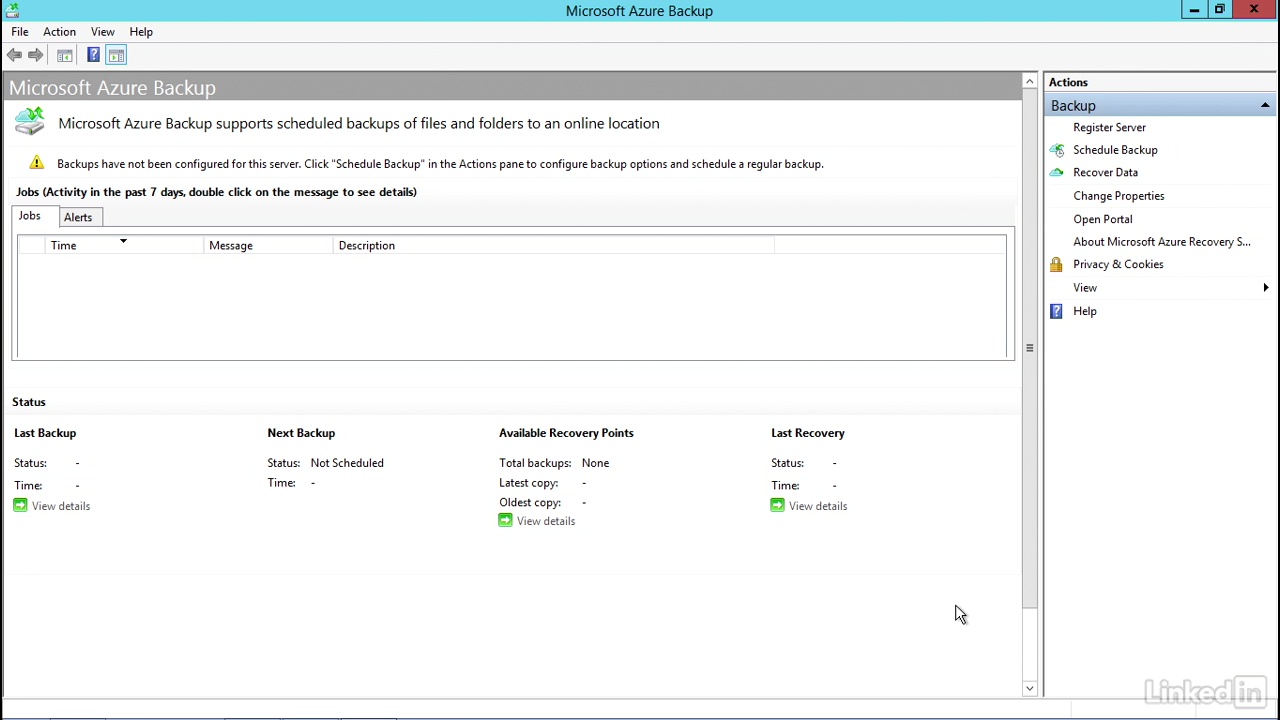 Microsoft Azure Backup
File Action View Help
Microsoft Azure Backup
Microsoft Azure Backup supports scheduled backups of files and folders to an online location
Backups have not been configured for this server. Click "Schedule Backup" in the Actions pane to configure backup options and schedule a regular backup.
Jobs (Activity in the past 7 days, double click on the message to see details)
Jobs Alerts
Time Message Description
Status
Last Backup
Status: -
Time: -
View details
Next Backup
Status: Not Scheduled
Time: -
Available Recovery Points
Total backups: None
Latest copy: -
Oldest copy: -
View details
Last Recovery
Status: -
Time: -
View details
Actions
Backup
Register Server
Schedule Backup
Recover Data
Change Properties
Open Portal
About Microsoft Azure Recovery S...
Privacy & Cookies
View
Help
Linked in